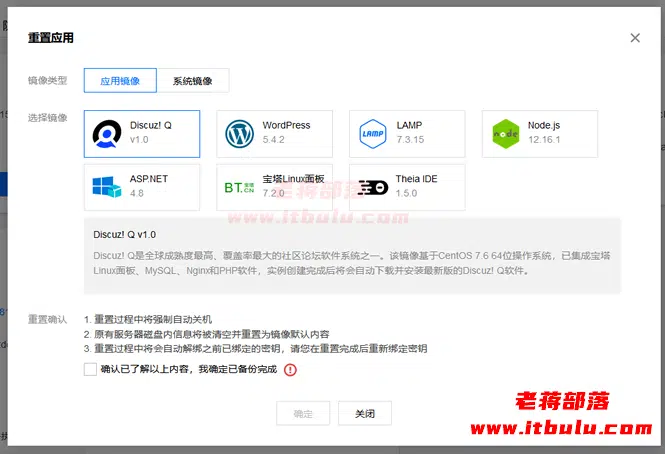 重置应用
镜像类型
应用镜像
系统镜像
选择镜像
Discuz! Q
v1.0
WordPress
5.4.2
LAMP
LAMP
7.3.15
node
Node.js
12.16.1
ASP.NET
4.8
BT.宝塔.CN
宝塔Linux面板
7.2.0
Theia IDE
1.5.0
老蒋部落
www.itbulu.com
Discuz! Q v1.0
Discuz! Q是全球成熟度最高、覆盖率最大的社区论坛软件系统之一。该镜像基于CentOS 7.6 64位操作系统，已集成宝塔
Linux面板、MySQL、Nginx和PHP软件，实例创建完成后将会自动下载并安装最新版的Discuz! Q软件。
重置确认
1. 重置过程中将强制自动关机
2. 原有服务器磁盘内信息将被清空并重置为镜像默认内容
3. 重置过程中将会自动解绑之前已绑定的密钥，请您在重置完成后重新绑定密钥
确认已了解以上内容，我确定已备份完成
确定
关闭
老蒋部落
www.itbulu.com